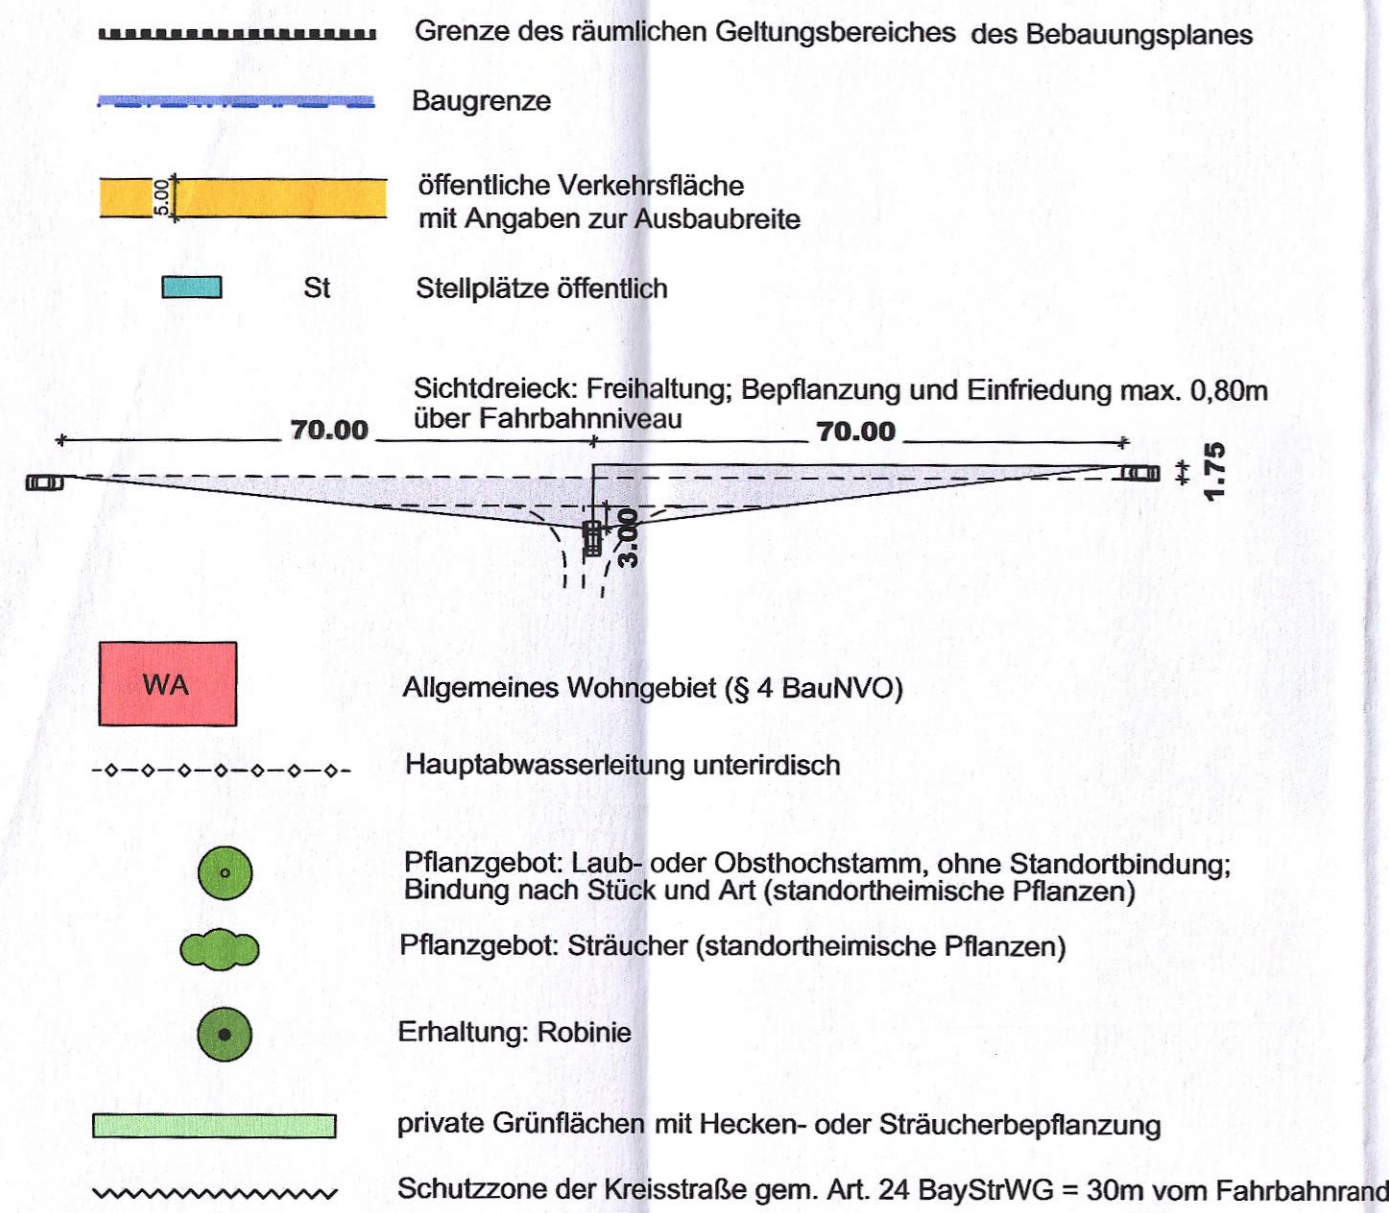 Grenze des räumlichen Geltungsbereiches des Bebauungsplanes
Baugrenze
5.00
öffentliche Verkehrsfläche
mit Angaben zur Ausbaubreite
St
Stellplätze öffentlich
Sichtdreieck: Freihaltung; Bepflanzung und Einfriedung max. 0,80m
über Fahrbahnniveau
70.00
70.00
1.75
3.00
WA
Allgemeines Wohngebiet (§ 4 BauNVO)
Hauptabwasserleitung unterirdisch
Pflanzgebot: Laub- oder Obsthochstamm, ohne Standortbindung;
Bindung nach Stück und Art (standortheimische Pflanzen)
Pflanzgebot: Sträucher (standortheimische Pflanzen)
Erhaltung: Robinie
private Grünflächen mit Hecken- oder Sträucherbepflanzung
Schutzzone der Kreisstraße gem. Art. 24 BayStrWG = 30m vom Fahrbahnrand